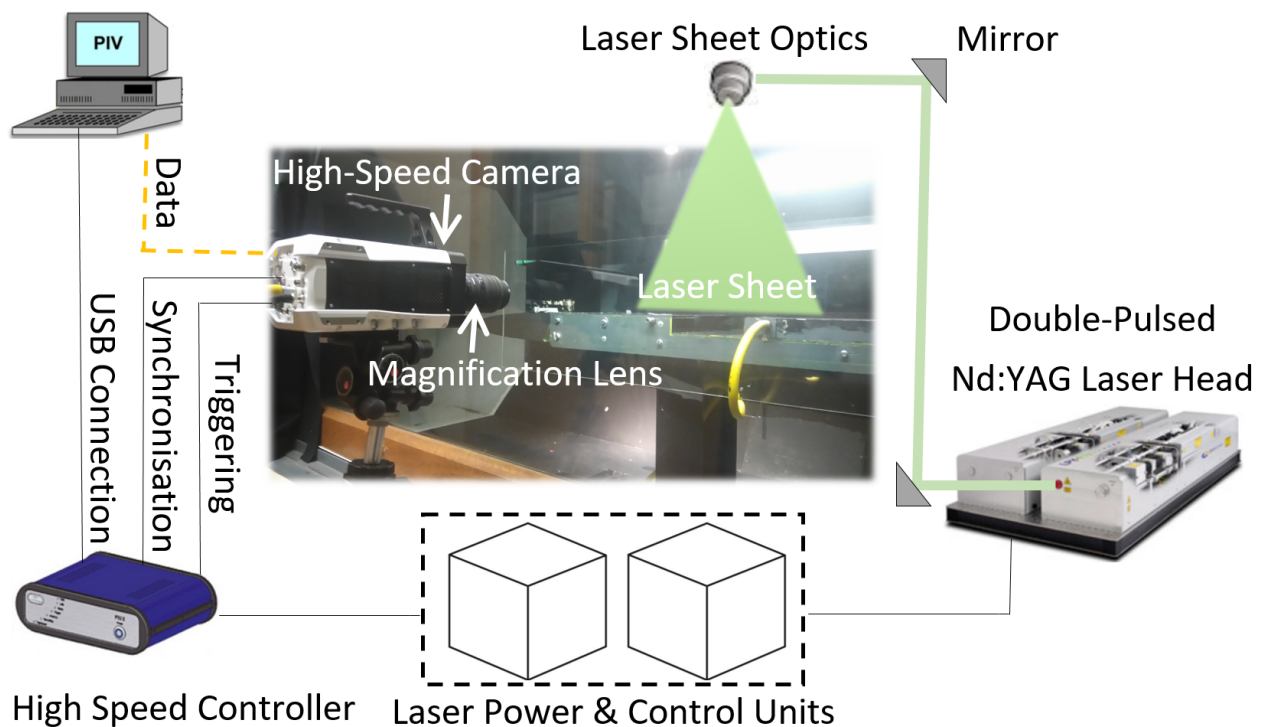 PIV
Laser Sheet Optics
Mirror
Data
High-Speed Camera
Laser Sheet
Magnification Lens
USB Connection
Synchronisation
Triggering
Double-Pulsed
Nd:YAG Laser Head
High Speed Controller
Laser Power & Control Units